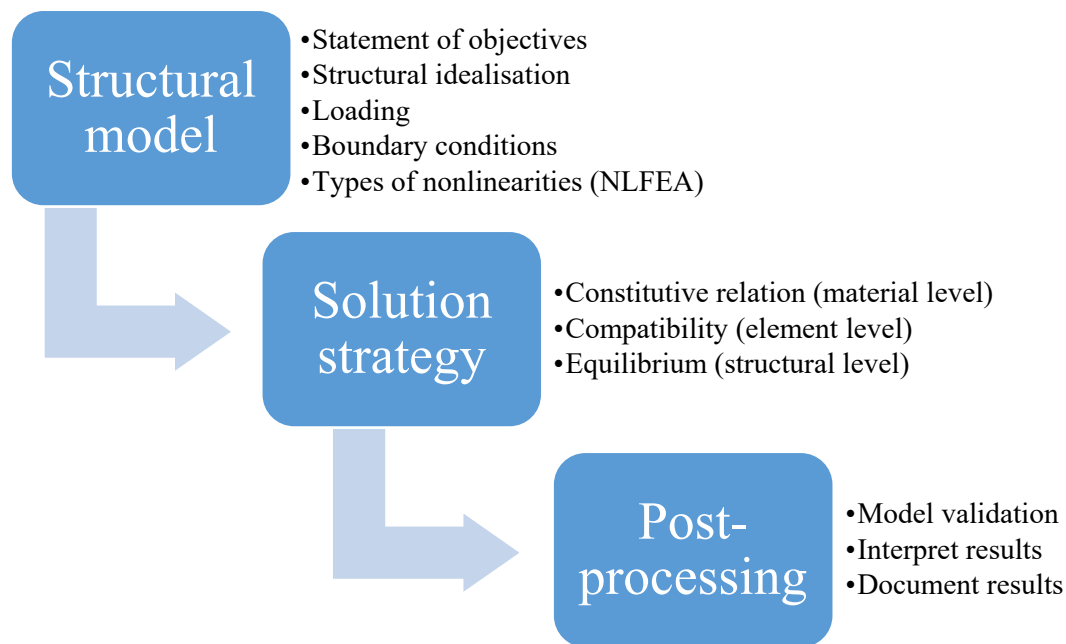 Structural
model
•Statement of objectives
•Structural idealisation
•Loading
•Boundary conditions
•Types of nonlinearities (NLFEA)
Solution
strategy
•Constitutive relation (material level)
•Compatibility (element level)
•Equilibrium (structural level)
Post-
processing
•Model validation
•Interpret results
•Document results